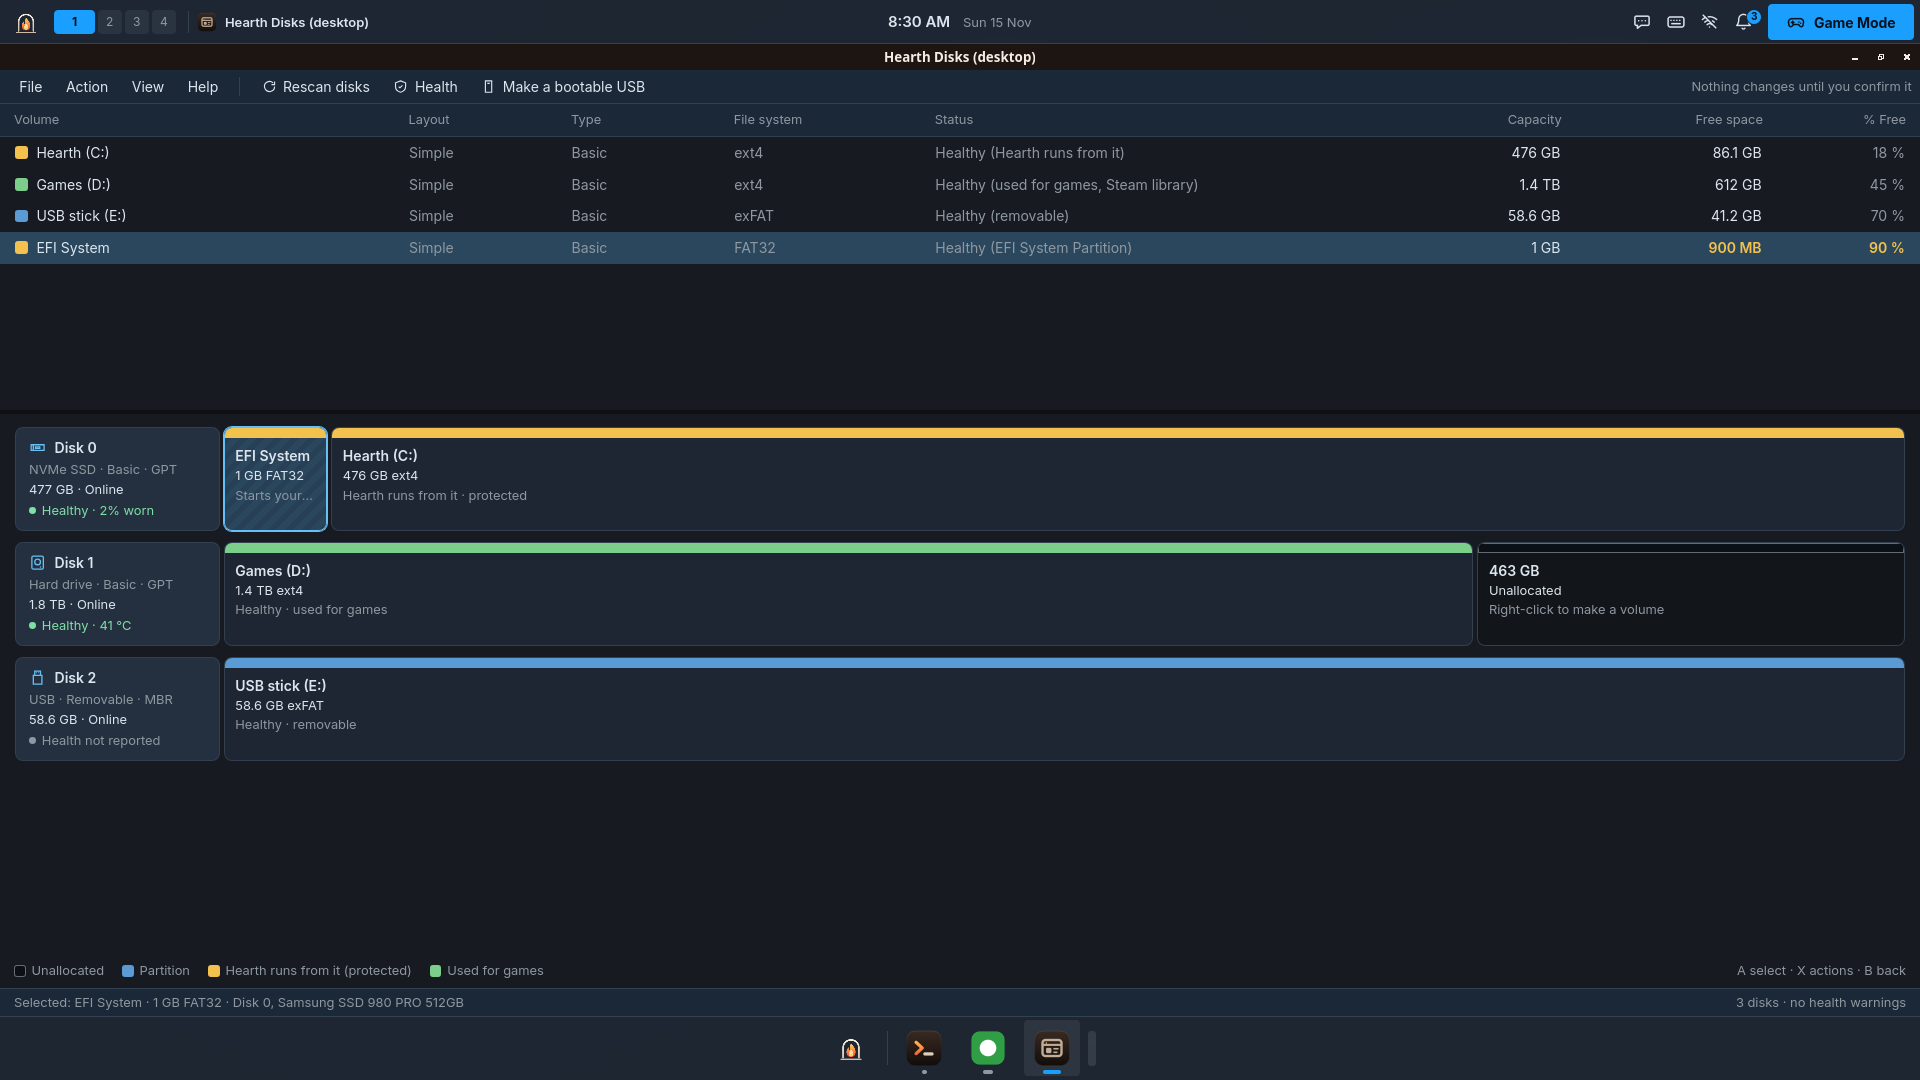 1 2 3 4 Hearth Disks (desktop) 8:30 AM Sun 15 Nov 3 Game Mode
Hearth Disks (desktop)
File Action View Help Rescan disks Health Make a bootable USB Nothing changes until you confirm it
Volume Layout Type File system Status Capacity Free space % Free
Hearth (C:) Simple Basic ext4 Healthy (Hearth runs from it) 476 GB 86.1 GB 18 %
Games (D:) Simple Basic ext4 Healthy (used for games, Steam library) 1.4 TB 612 GB 45 %
USB stick (E:) Simple Basic exFAT Healthy (removable) 58.6 GB 41.2 GB 70 %
EFI System Simple Basic FAT32 Healthy (EFI System Partition) 1 GB 900 MB 90 %
Disk 0
NVMe SSD · Basic · GPT
477 GB · Online
Healthy · 2% worn
EFI System
1 GB FAT32
Starts your...
Hearth (C:)
476 GB ext4
Hearth runs from it · protected
Disk 1
Hard drive · Basic · GPT
1.8 TB · Online
Healthy · 41 °C
Games (D:)
1.4 TB ext4
Healthy · used for games
463 GB
Unallocated
Right-click to make a volume
Disk 2
USB · Removable · MBR
58.6 GB · Online
Health not reported
USB stick (E:)
58.6 GB exFAT
Healthy · removable
Unallocated Partition Hearth runs from it (protected) Used for games A select · X actions · B back
Selected: EFI System · 1 GB FAT32 · Disk 0, Samsung SSD 980 PRO 512GB 3 disks · no health warnings